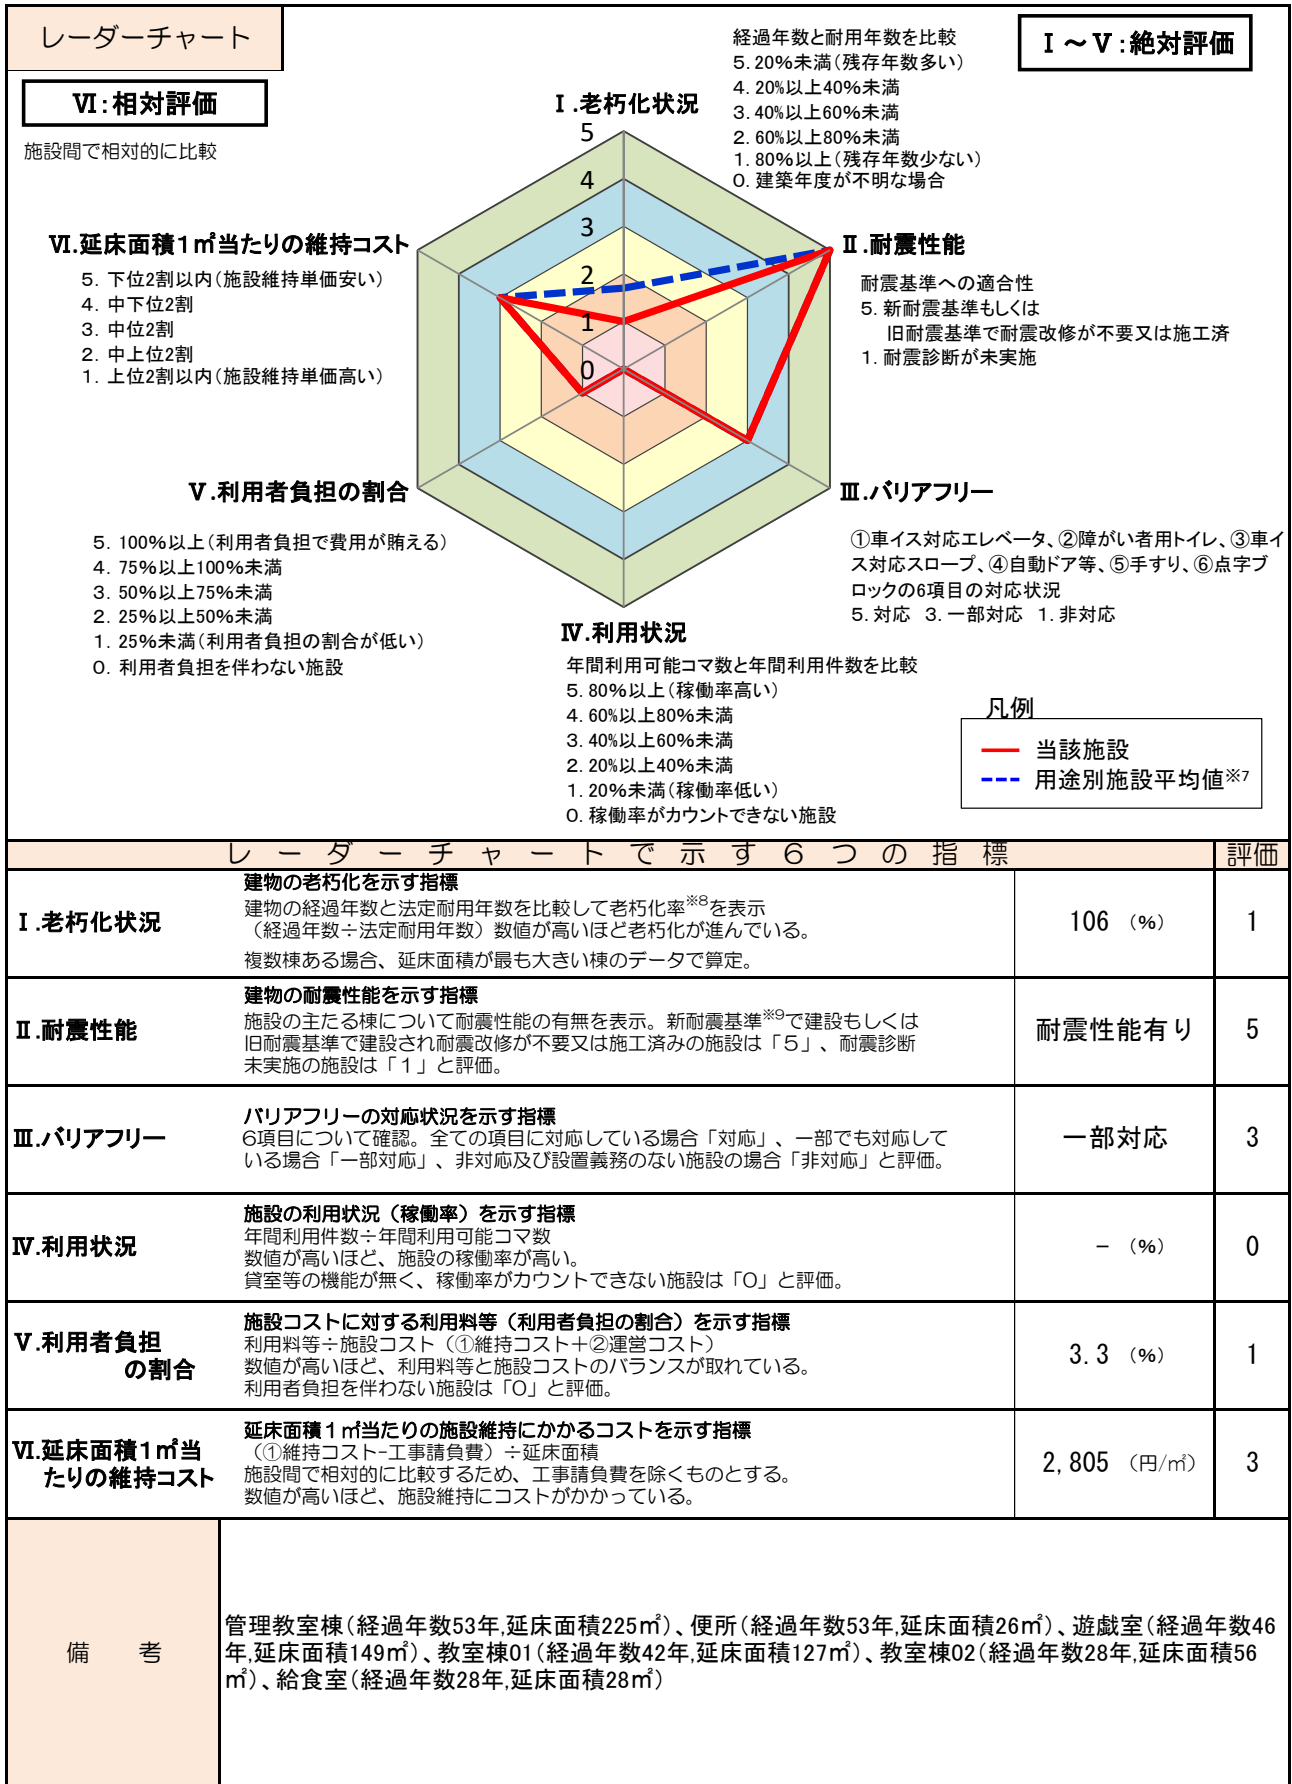 レーダーチャート
Ⅰ～Ⅴ:絶対評価
Ⅵ:相対評価
施設間で相対的に比較
経過年数と耐用年数を比較
5.20%未満(残存年数多い)
4.20%以上40%未満
3.40%以上60%未満
2.60%以上80%未満
1.80%以上(残存年数少ない)
0.建築年度が不明な場合
Ⅰ.老朽化状況
5
4
3
2
1
0
Ⅱ.耐震性能
耐震基準への適合性
5.新耐震基準もしくは
旧耐震基準で耐震改修が不要又は施工済
1.耐震診断が未実施
Ⅵ.延床面積1㎡当たりの維持コスト
5.下位2割以内(施設維持単価安い)
4.中下位2割
3.中位2割
2.中上位2割
1.上位2割以内(施設維持単価高い)
Ⅴ.利用者負担の割合
5.100%以上(利用者負担で費用が賄える)
4.75%以上100%未満
3.50%以上75%未満
2.25%以上50%未満
1.25%未満(利用者負担の割合が低い)
0.利用者負担を伴わない施設
Ⅲ.バリアフリー
①車イス対応エレベータ、②障がい者用トイレ、③車イ
ス対応スロープ、④自動ドア等、⑤手すり、⑥点字ブ
ロックの6項目の対応状況
5.対応 3.一部対応 1.非対応
Ⅳ.利用状況
年間利用可能コマ数と年間利用件数を比較
5.80%以上(稼働率高い)
4.60%以上80%未満
3.40%以上60%未満
2.20%以上40%未満
1.20%未満(稼働率低い)
0.稼働率がカウントできない施設
凡例
当該施設
用途別施設平均値※7
レーダーチャートで示す6つの指標 評価
Ⅰ.老朽化状況
建物の老朽化を示す指標
建物の経過年数と法定耐用年数を比較して老朽化率※8を表示
(経過年数÷法定耐用年数)数値が高いほど老朽化が進んでいる。
複数棟ある場合、延床面積が最も大きい棟のデータで算定。
106 (%) 1
Ⅱ.耐震性能
建物の耐震性能を示す指標
施設の主たる棟について耐震性能の有無を表示。新耐震基準※9で建設もしくは
旧耐震基準で建設され耐震改修が不要又は施工済みの施設は「5」、耐震診断
未実施の施設は「1」と評価。
耐震性能有り 5
Ⅲ.バリアフリー
バリアフリーの対応状況を示す指標
6項目について確認。全ての項目に対応している場合「対応」、一部でも対応して
いる場合「一部対応」、非対応及び設置義務のない施設の場合「非対応」と評価。
一部対応 3
Ⅳ.利用状況
施設の利用状況(稼働率)を示す指標
年間利用件数÷年間利用可能コマ数
数値が高いほど、施設の稼働率が高い。
貸室等の機能が無く、稼働率がカウントできない施設は「0」と評価。
- (%) 0
Ⅴ.利用者負担
の割合
施設コストに対する利用料等(利用者負担の割合)を示す指標
利用料等÷施設コスト(①維持コスト+②運営コスト)
数値が高いほど、利用料等と施設コストのバランスが取れている。
利用者負担を伴わない施設は「0」と評価。
3.3 (%) 1
Ⅵ.延床面積1㎡当
たりの維持コスト
延床面積1㎡当たりの施設維持にかかるコストを示す指標
(①維持コスト-工事請負費)÷延床面積
施設間で相対的に比較するため、工事請負費を除くものとする。
数値が高いほど、施設維持にコストがかかっている。
2,805 (円/㎡) 3
備 考
管理教室棟(経過年数53年,延床面積225㎡)、便所(経過年数53年,延床面積26㎡)、遊戯室(経過年数46
年,延床面積149㎡)、教室棟01(経過年数42年,延床面積127㎡)、教室棟02(経過年数28年,延床面積56
㎡)、給食室(経過年数28年,延床面積28㎡)